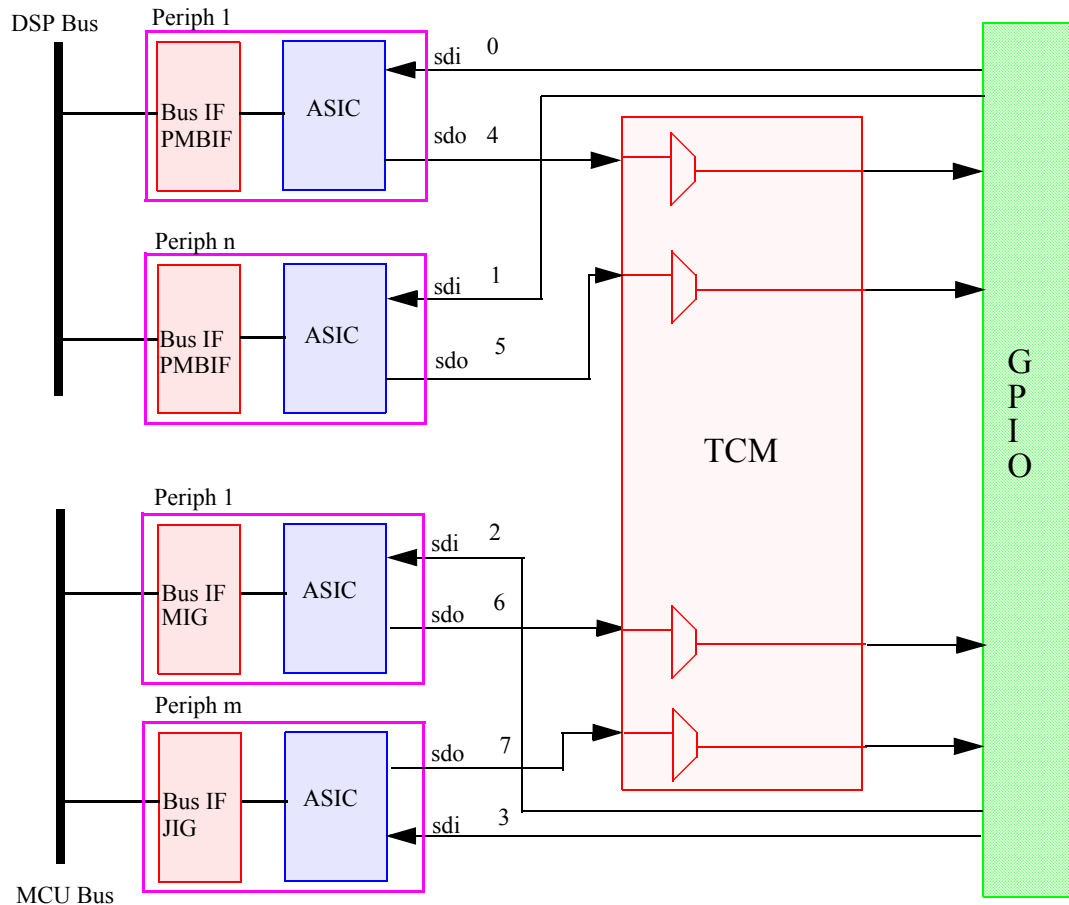 DSP Bus
Periph 1
Bus IF
PMBIF
ASIC
sdi 0
sdo 4
Periph n
Bus IF
PMBIF
ASIC
sdi 1
sdo 5
TCM
G
P
I
O
Periph 1
Bus IF
MIG
ASIC
sdi 2
sdo 6
Periph m
Bus IF
JIG
ASIC
sdo 7
sdi 3
MCU Bus